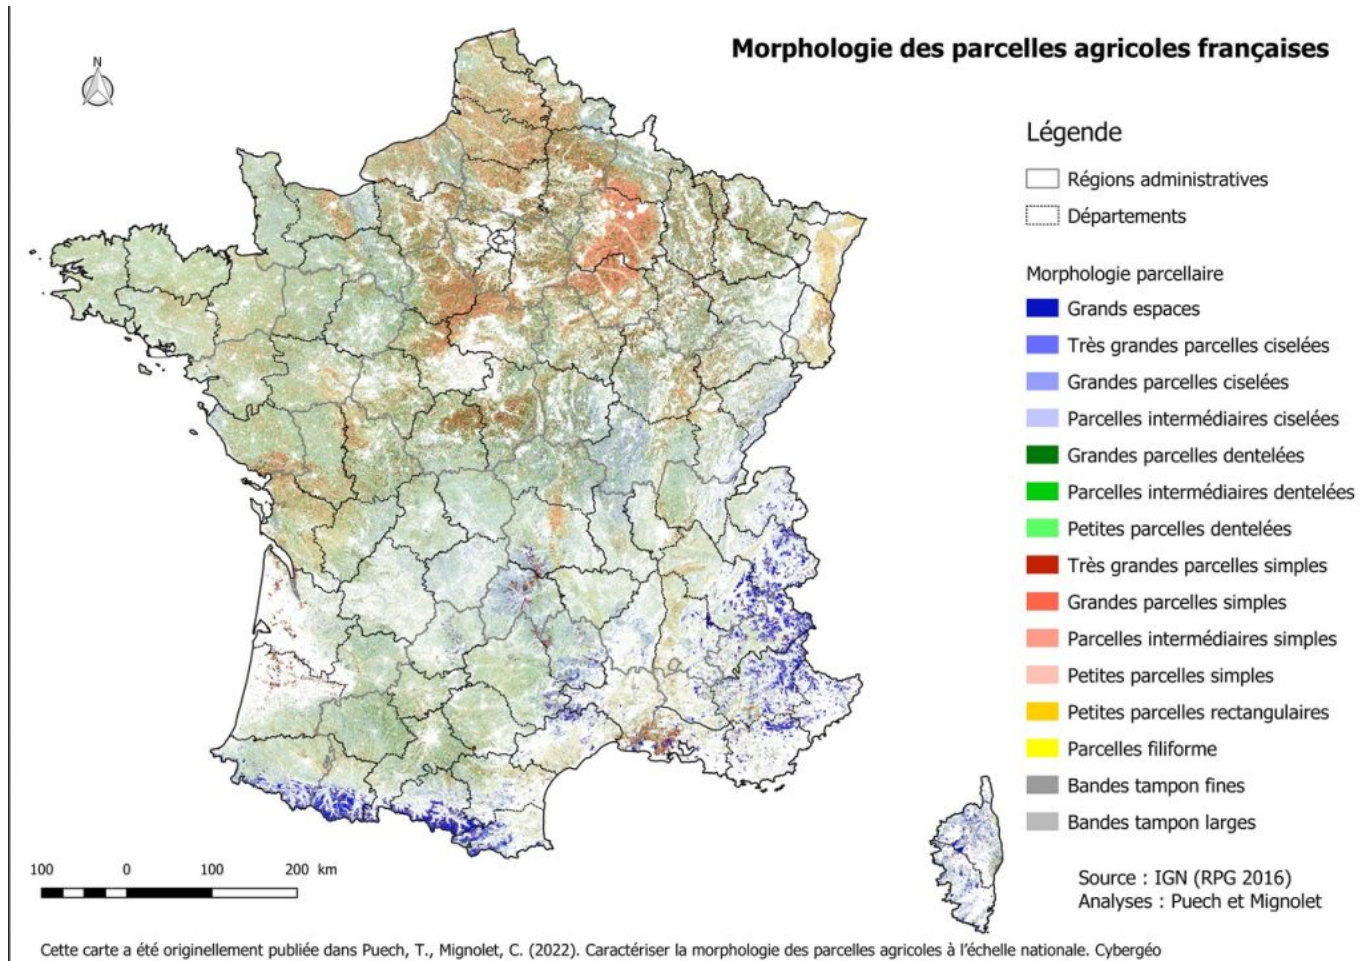 Morphologie des parcelles agricoles françaises
N
Légende
Régions administratives
Départements
Morphologie parcellaire
Grands espaces
Très grandes parcelles ciselées
Grandes parcelles ciselées
Parcelles intermédiaires ciselées
Grandes parcelles dentelées
Parcelles intermédiaires dentelées
Petites parcelles dentelées
Très grandes parcelles simples
Grandes parcelles simples
Parcelles intermédiaires simples
Petites parcelles simples
Petites parcelles rectangulaires
Parcelles filiforme
Bandes tampon fines
Bandes tampon larges
100 0 100 200 km
Source : IGN (RPG 2016)
Analyses : Puech et Mignolet
Cette carte a été originellement publiée dans Puech, T., Mignolet, C. (2022). Caractériser la morphologie des parcelles agricoles à l'échelle nationale. Cybergéo